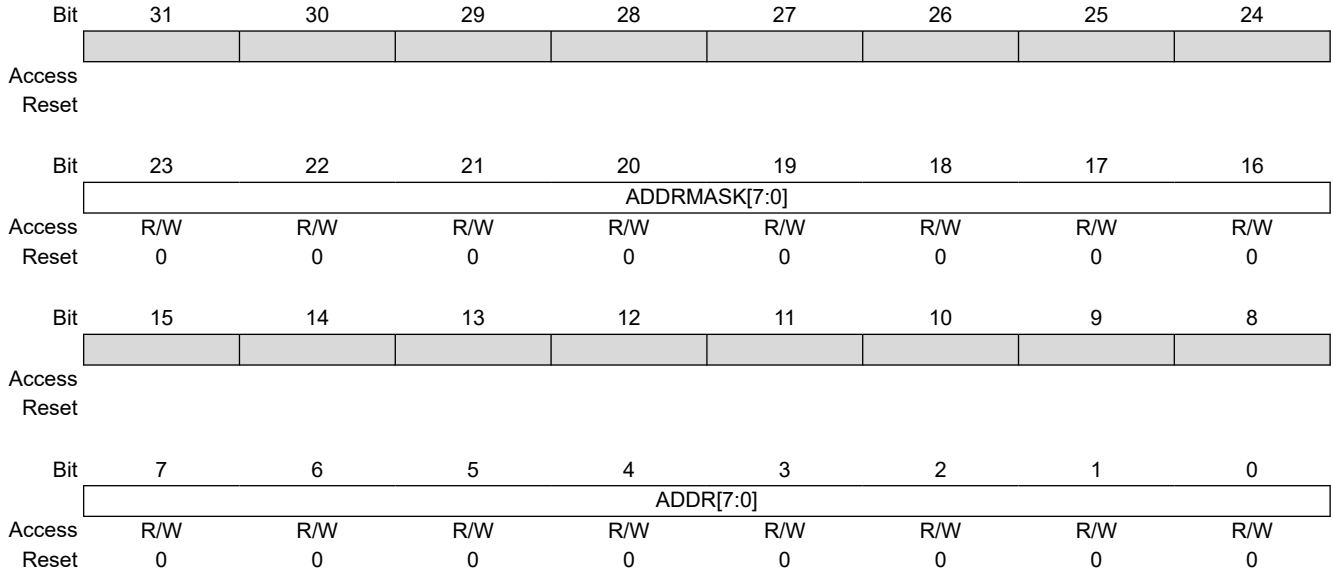 Bit 31 30 29 28 27 26 25 24
Access
Reset
Bit 23 22 21 20 19 18 17 16
ADDRMASK[7:0]
Access R/W R/W R/W R/W R/W R/W R/W R/W
Reset 0 0 0 0 0 0 0 0
Bit 15 14 13 12 11 10 9 8
Access
Reset
Bit 7 6 5 4 3 2 1 0
ADDR[7:0]
Access R/W R/W R/W R/W R/W R/W R/W R/W
Reset 0 0 0 0 0 0 0 0